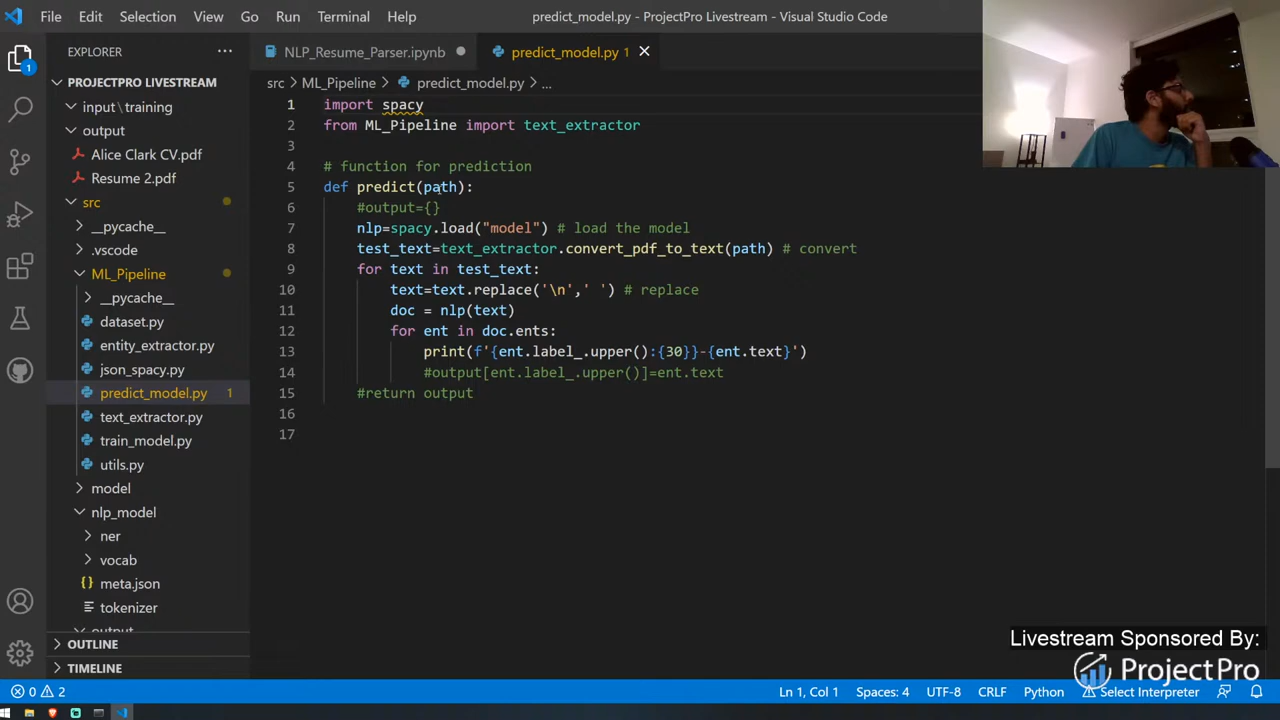 File Edit Selection View Go Run Terminal Help
predict_model.py - ProjectPro Livestream - Visual Studio Code
EXPLORER
NLP_Resume_Parser.ipynb
predict_model.py 1
PROJECTPRO LIVESTREAM
src > ML_Pipeline > predict_model.py > ...
input\training
output
Alice Clark CV.pdf
Resume 2.pdf
src
__pycache__
.vscode
ML_Pipeline
__pycache__
dataset.py
entity_extractor.py
json_spacy.py
predict_model.py 1
text_extractor.py
train_model.py
utils.py
model
nlp_model
ner
vocab
meta.json
tokenizer
output
OUTLINE
TIMELINE
1 import spacy
2 from ML_Pipeline import text_extractor
3
4 # function for prediction
5 def predict(path):
6 #output={}
7 nlp=spacy.load("model") # load the model
8 test_text=text_extractor.convert_pdf_to_text(path) # convert
9 for text in test_text:
10 text=text.replace('\n',' ') # replace
11 doc = nlp(text)
12 for ent in doc.ents:
13 print(f'{ent.label_.upper():{30}}-{ent.text}')
14 #output[ent.label_.upper()]=ent.text
15 #return output
16
17
Livestream Sponsored By:
ProjectPro
0 2
Ln 1, Col 1 Spaces: 4 UTF-8 CRLF Python Select Interpreter
1